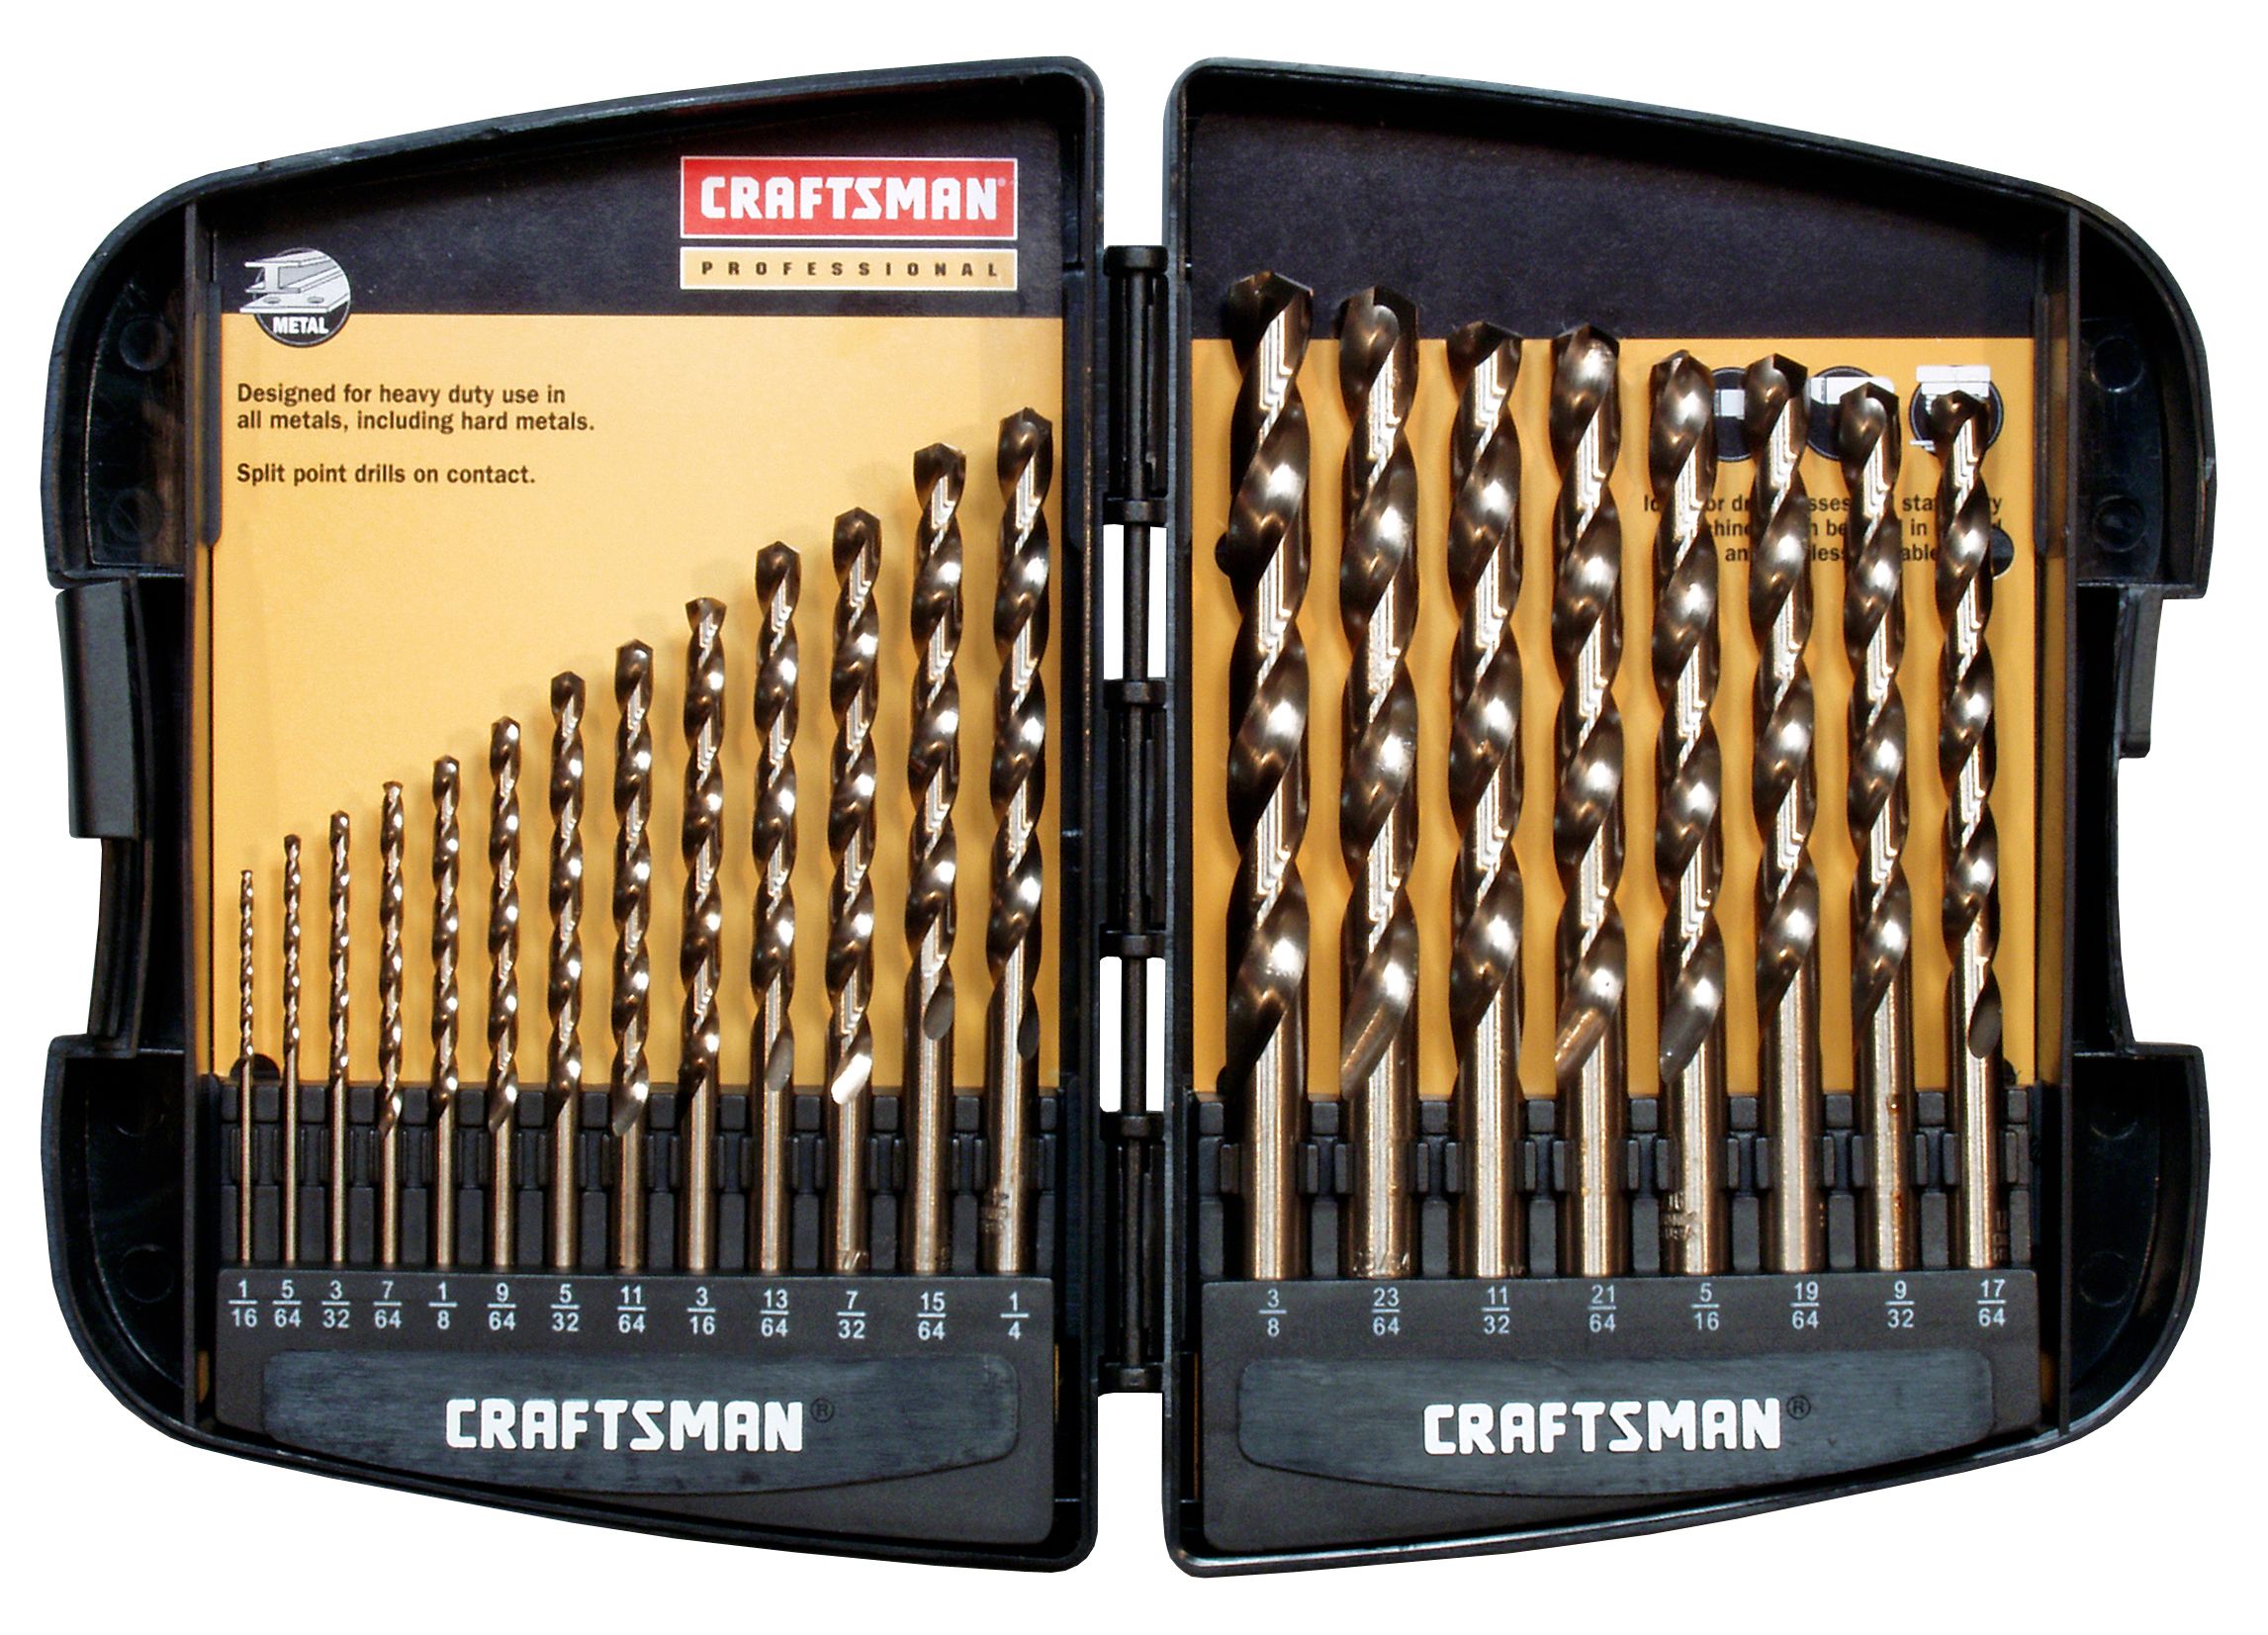 CRAFTSMAN®
PROFESSIONAL
METAL
Designed for heavy duty use in
all metals, including hard metals.
Split point drills on contact.
1/16 5/64 3/32 7/64 1/8 9/64 5/32 11/64 3/16 13/64 7/32 15/64 1/4
CRAFTSMAN®
in
3/8 23/64 11/32 21/64 5/16 19/64 9/32 17/64
CRAFTSMAN®